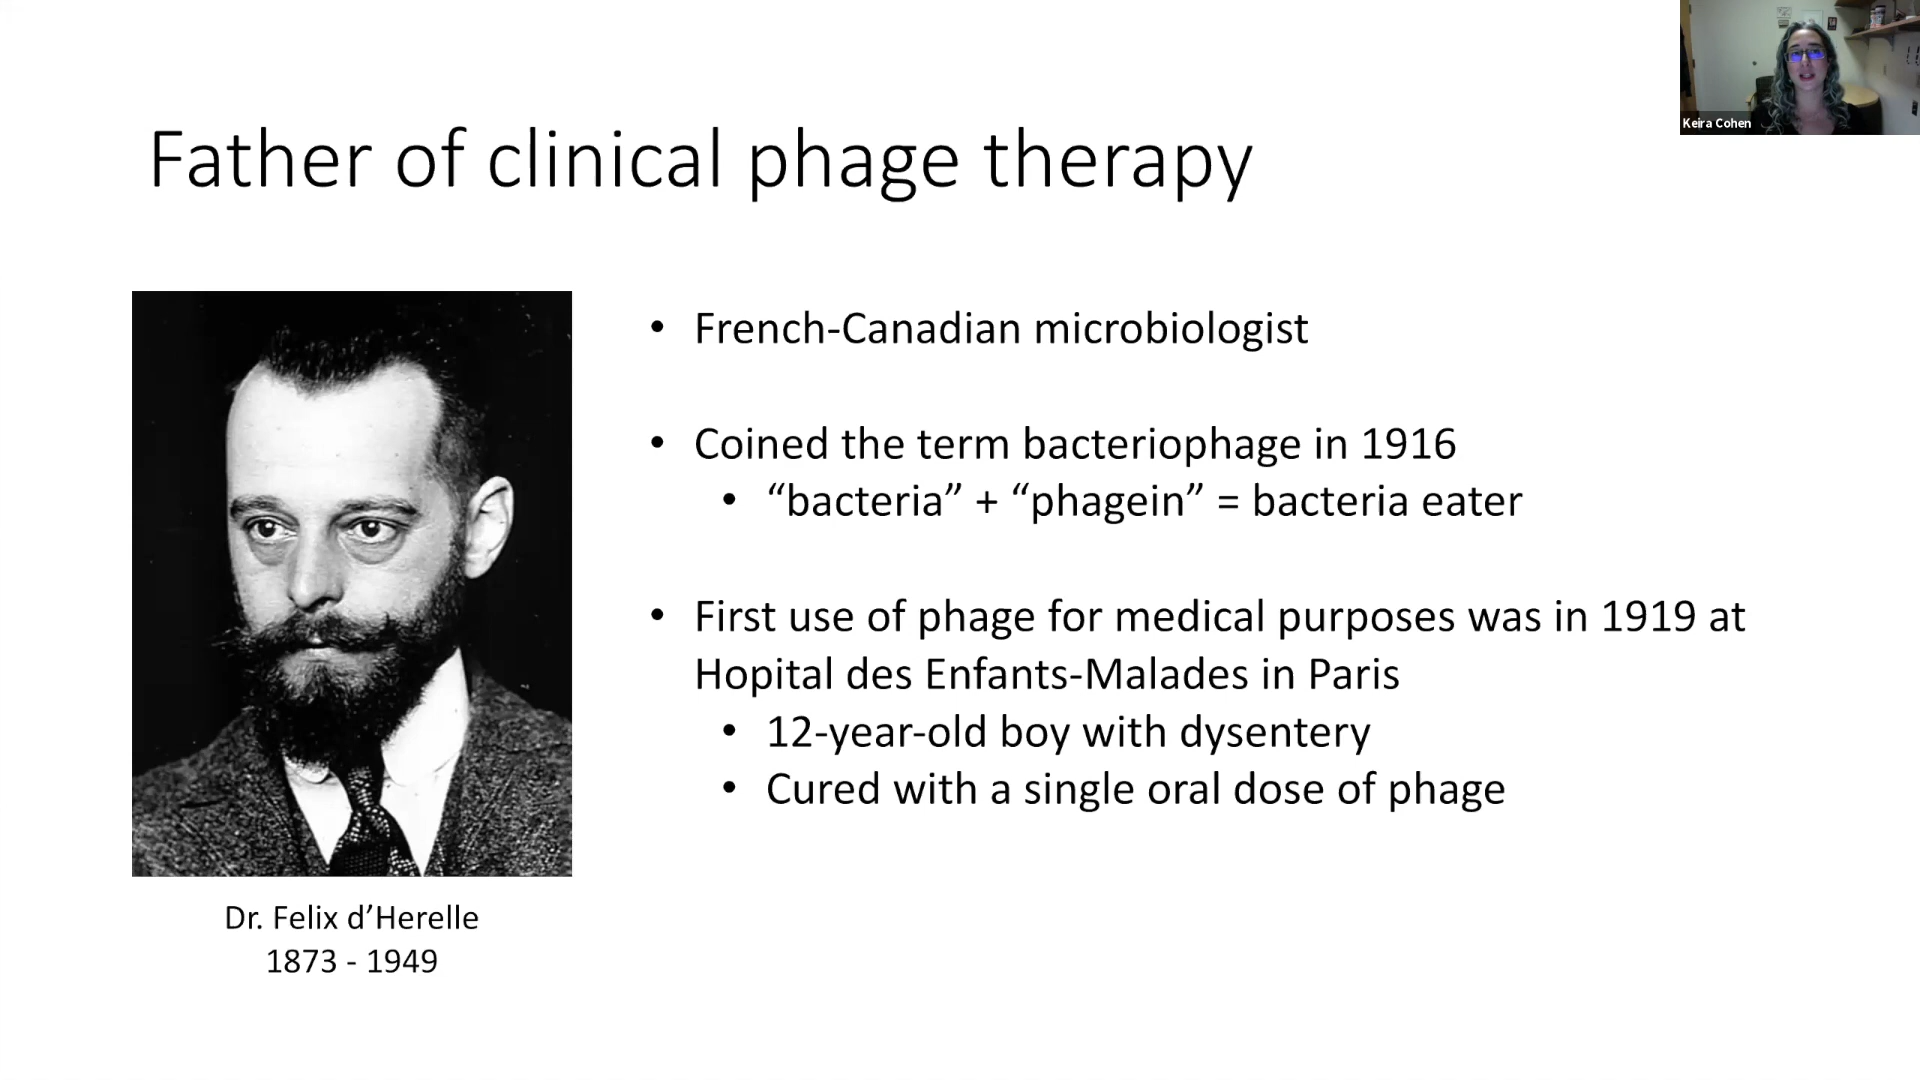 Keira Cohen
Father of clinical phage therapy
• French-Canadian microbiologist
• Coined the term bacteriophage in 1916
• “bacteria” + “phagein” = bacteria eater
• First use of phage for medical purposes was in 1919 at
Hopital des Enfants-Malades in Paris
• 12-year-old boy with dysentery
• Cured with a single oral dose of phage
Dr. Felix d’Herelle
1873 - 1949